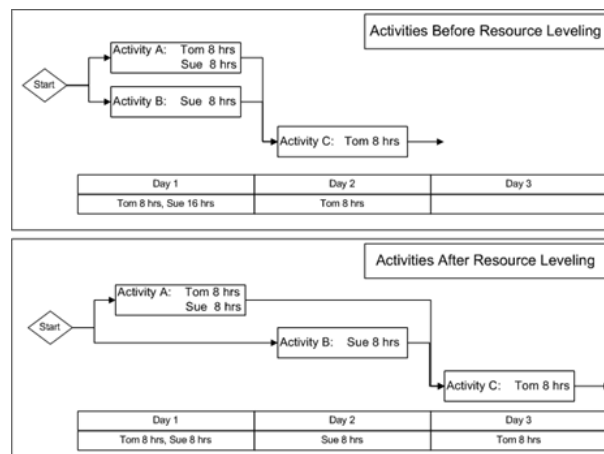 Activities Before Resource Leveling
Activity A: Tom 8 hrs
Sue 8 hrs
Start
Activity B: Sue 8 hrs
Activity C: Tom 8 hrs
Day 1 Day 2 Day 3
Tom 8 hrs, Sue 16 hrs Tom 8 hrs
Activities After Resource Leveling
Activity A: Tom 8 hrs
Sue 8 hrs
Start
Activity B: Sue 8 hrs
Activity C: Tom 8 hrs
Day 1 Day 2 Day 3
Tom 8 hrs, Sue 8 hrs Sue 8 hrs Tom 8 hrs